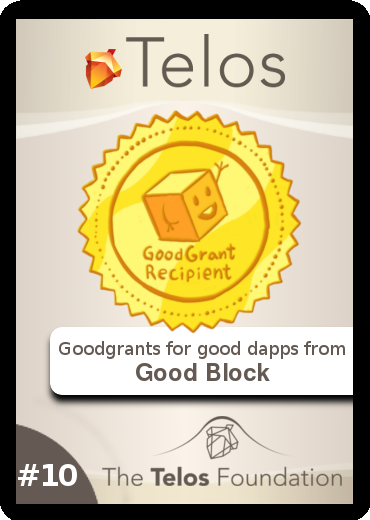 Telos
GoodGrant
Recipient
Goodgrants for good dapps from
Good Block
#10
The Telos Foundation